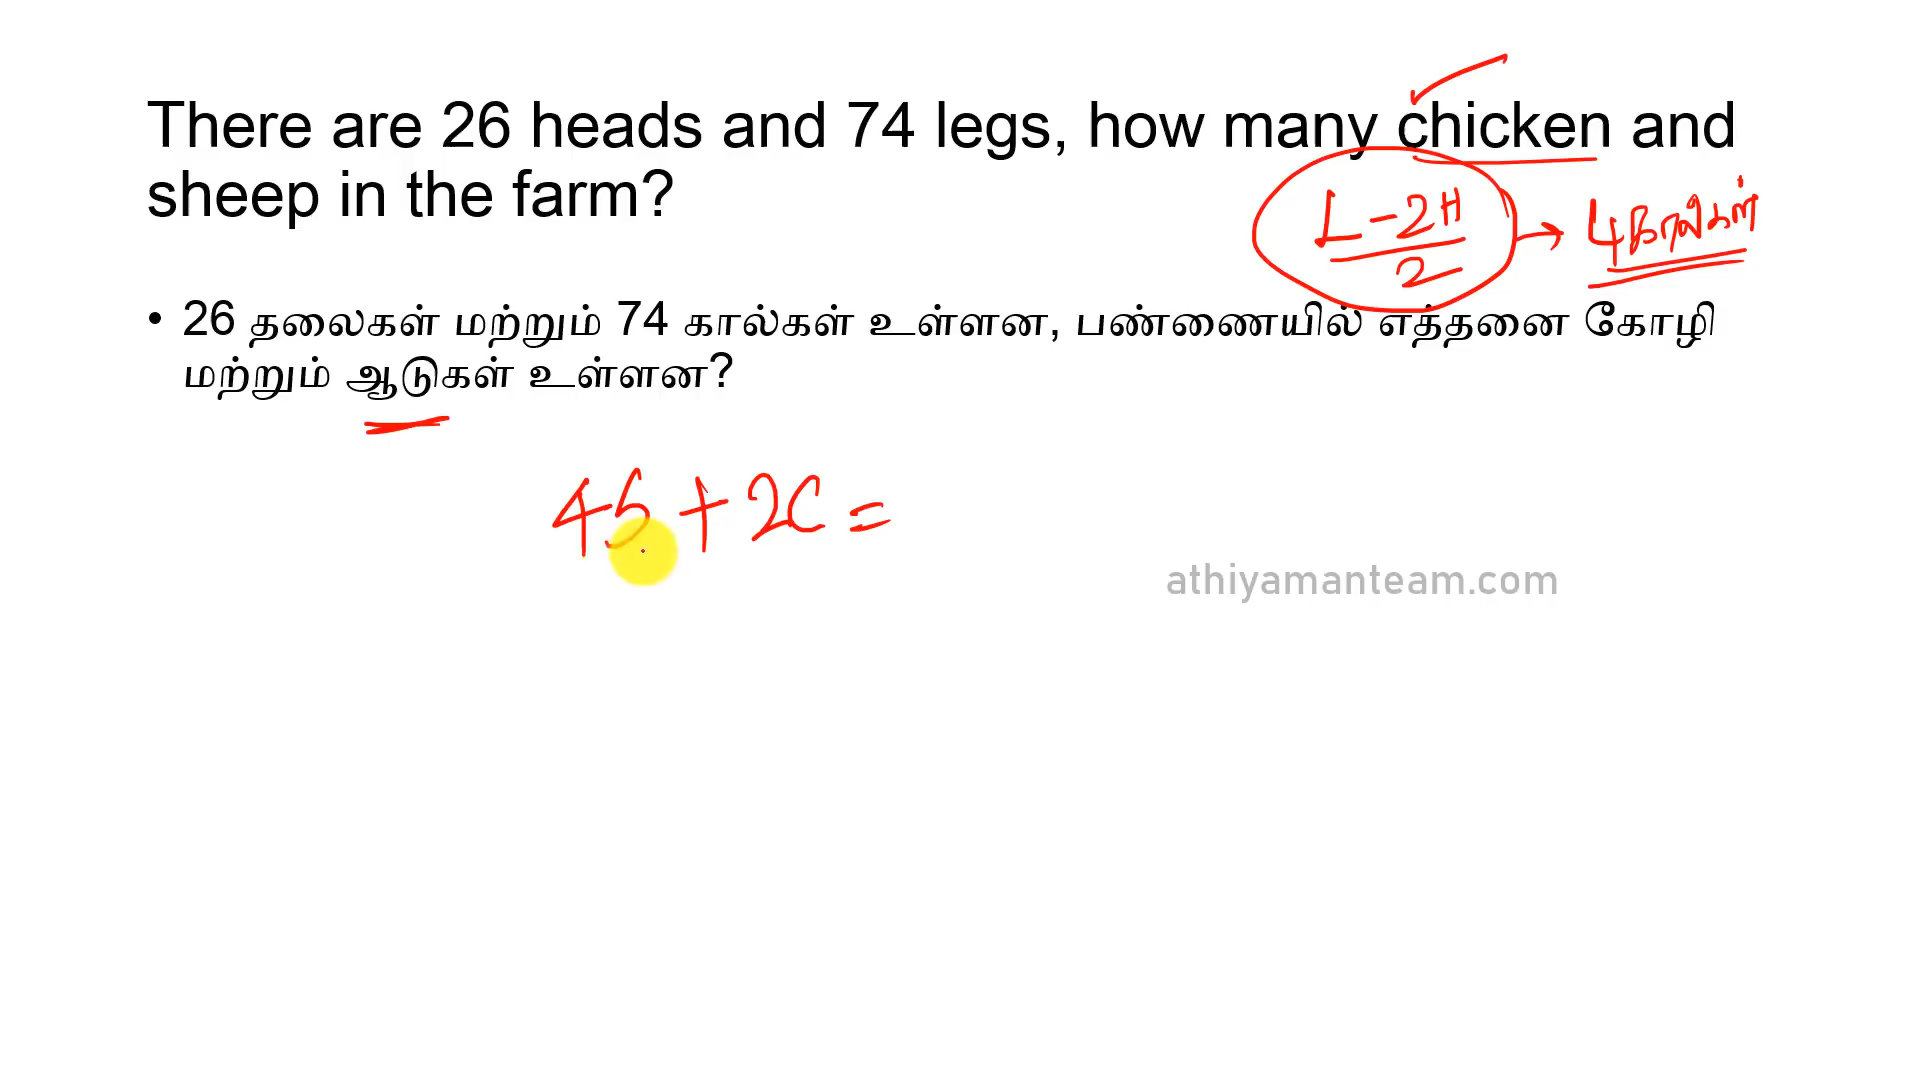 There are 26 heads and 74 legs, how many chicken and
sheep in the farm?
L - 2H
2
→ 4 கால்கள்
• 26 தலைகள் மற்றும் 74 கால்கள் உள்ளன, பண்ணையில் எத்தனை கோழி
மற்றும் ஆடுகள் உள்ளன?
4S + 2C =
athiyamanteam.com